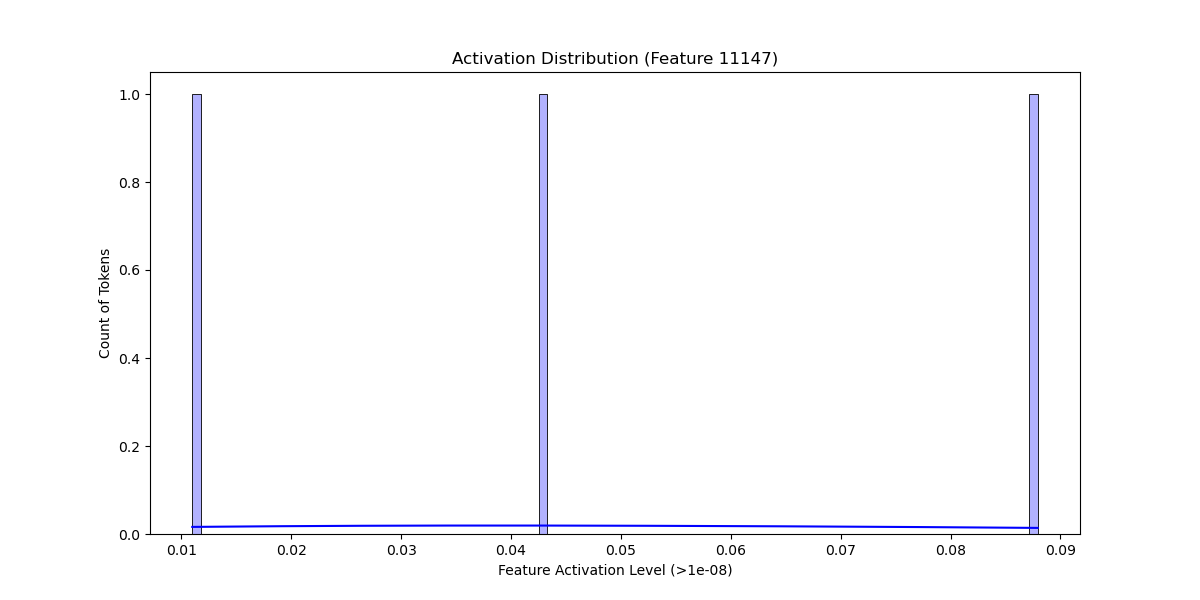 Activation Distribution (Feature 11147)
1.0
0.8
0.6
0.4
0.2
0.0
Count of Tokens
0.01 0.02 0.03 0.04 0.05 0.06 0.07 0.08 0.09
Feature Activation Level (>1e-08)